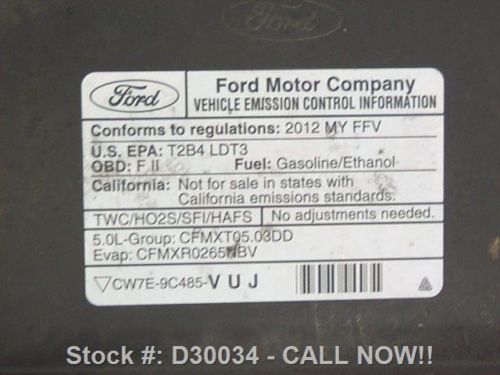 Ford
Ford
Ford Motor Company
VEHICLE EMISSION CONTROL INFORMATION
Conforms to regulations: 2012 MY FFV
U.S. EPA: T2B4 LDT3
OBD: F,II Fuel: Gasoline/Ethanol
California: Not for sale in states with
California emissions standards.
TWC/HO2S/SFI/HAFS No adjustments needed.
5.0L-Group: CFMXT05.03DD
Evap: CFMXR0265NBV
CW7E-9C485-VUJ
Stock #: D30034 - CALL NOW!!